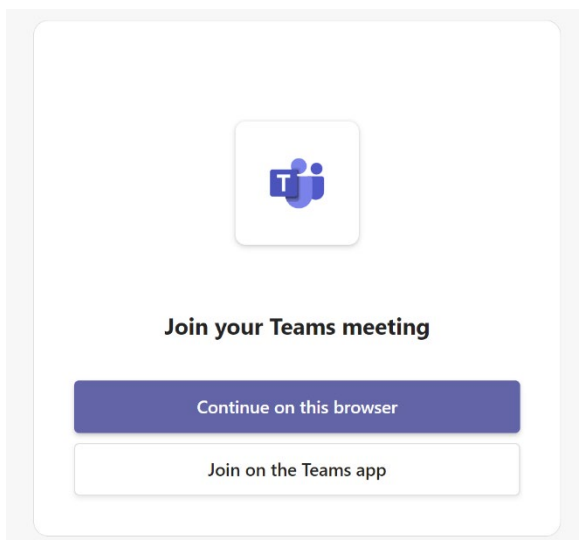 T
Join your Teams meeting
Continue on this browser
Join on the Teams app